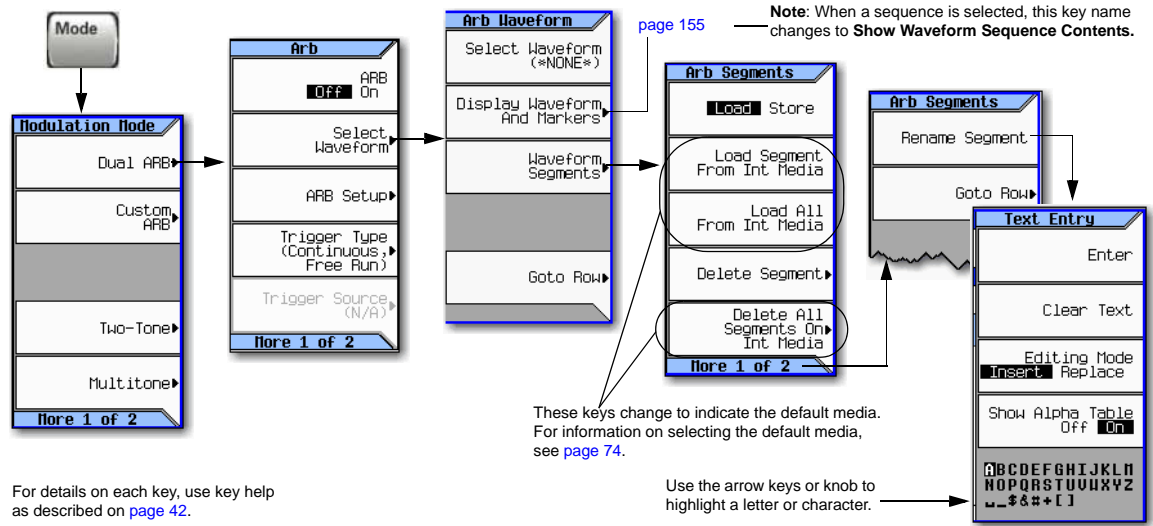 Mode
Modulation Mode
Dual ARB
Custom
ARB
Two-Tone
Multitone
More 1 of 2
For details on each key, use key help
as described on page 42.
Arb
ARB
Off On
Select
Waveform
ARB Setup
Trigger Type
(Continuous,
Free Run)
Trigger Source
(N/A)
More 1 of 2
Arb Waveform
Select Waveform
(*NONE*)
Display Waveform
And Markers
Waveform
Segments
Goto Row
page 155
Note: When a sequence is selected, this key name
changes to Show Waveform Sequence Contents.
Arb Segments
Load Store
Load Segment
From Int Media
Load All
From Int Media
Delete Segment
Delete All
Segments On
Int Media
More 1 of 2
These keys change to indicate the default media.
For information on selecting the default media,
see page 74.
Arb Segments
Rename Segment
Goto Row
Text Entry
Enter
Clear Text
Editing Mode
Insert Replace
Show Alpha Table
Off On
ABCDEFGHIJKLM
NOPQRSTUVWXYZ
␣_$&#+[]
Use the arrow keys or knob to
highlight a letter or character.